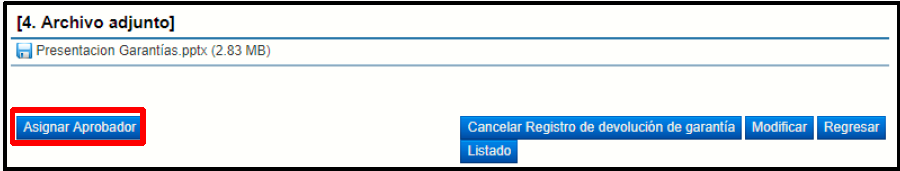 [4. Archivo adjunto]
Presentacion Garantías.pptx (2.83 MB)
Asignar Aprobador
Cancelar Registro de devolución de garantía
Modificar
Regresar
Listado